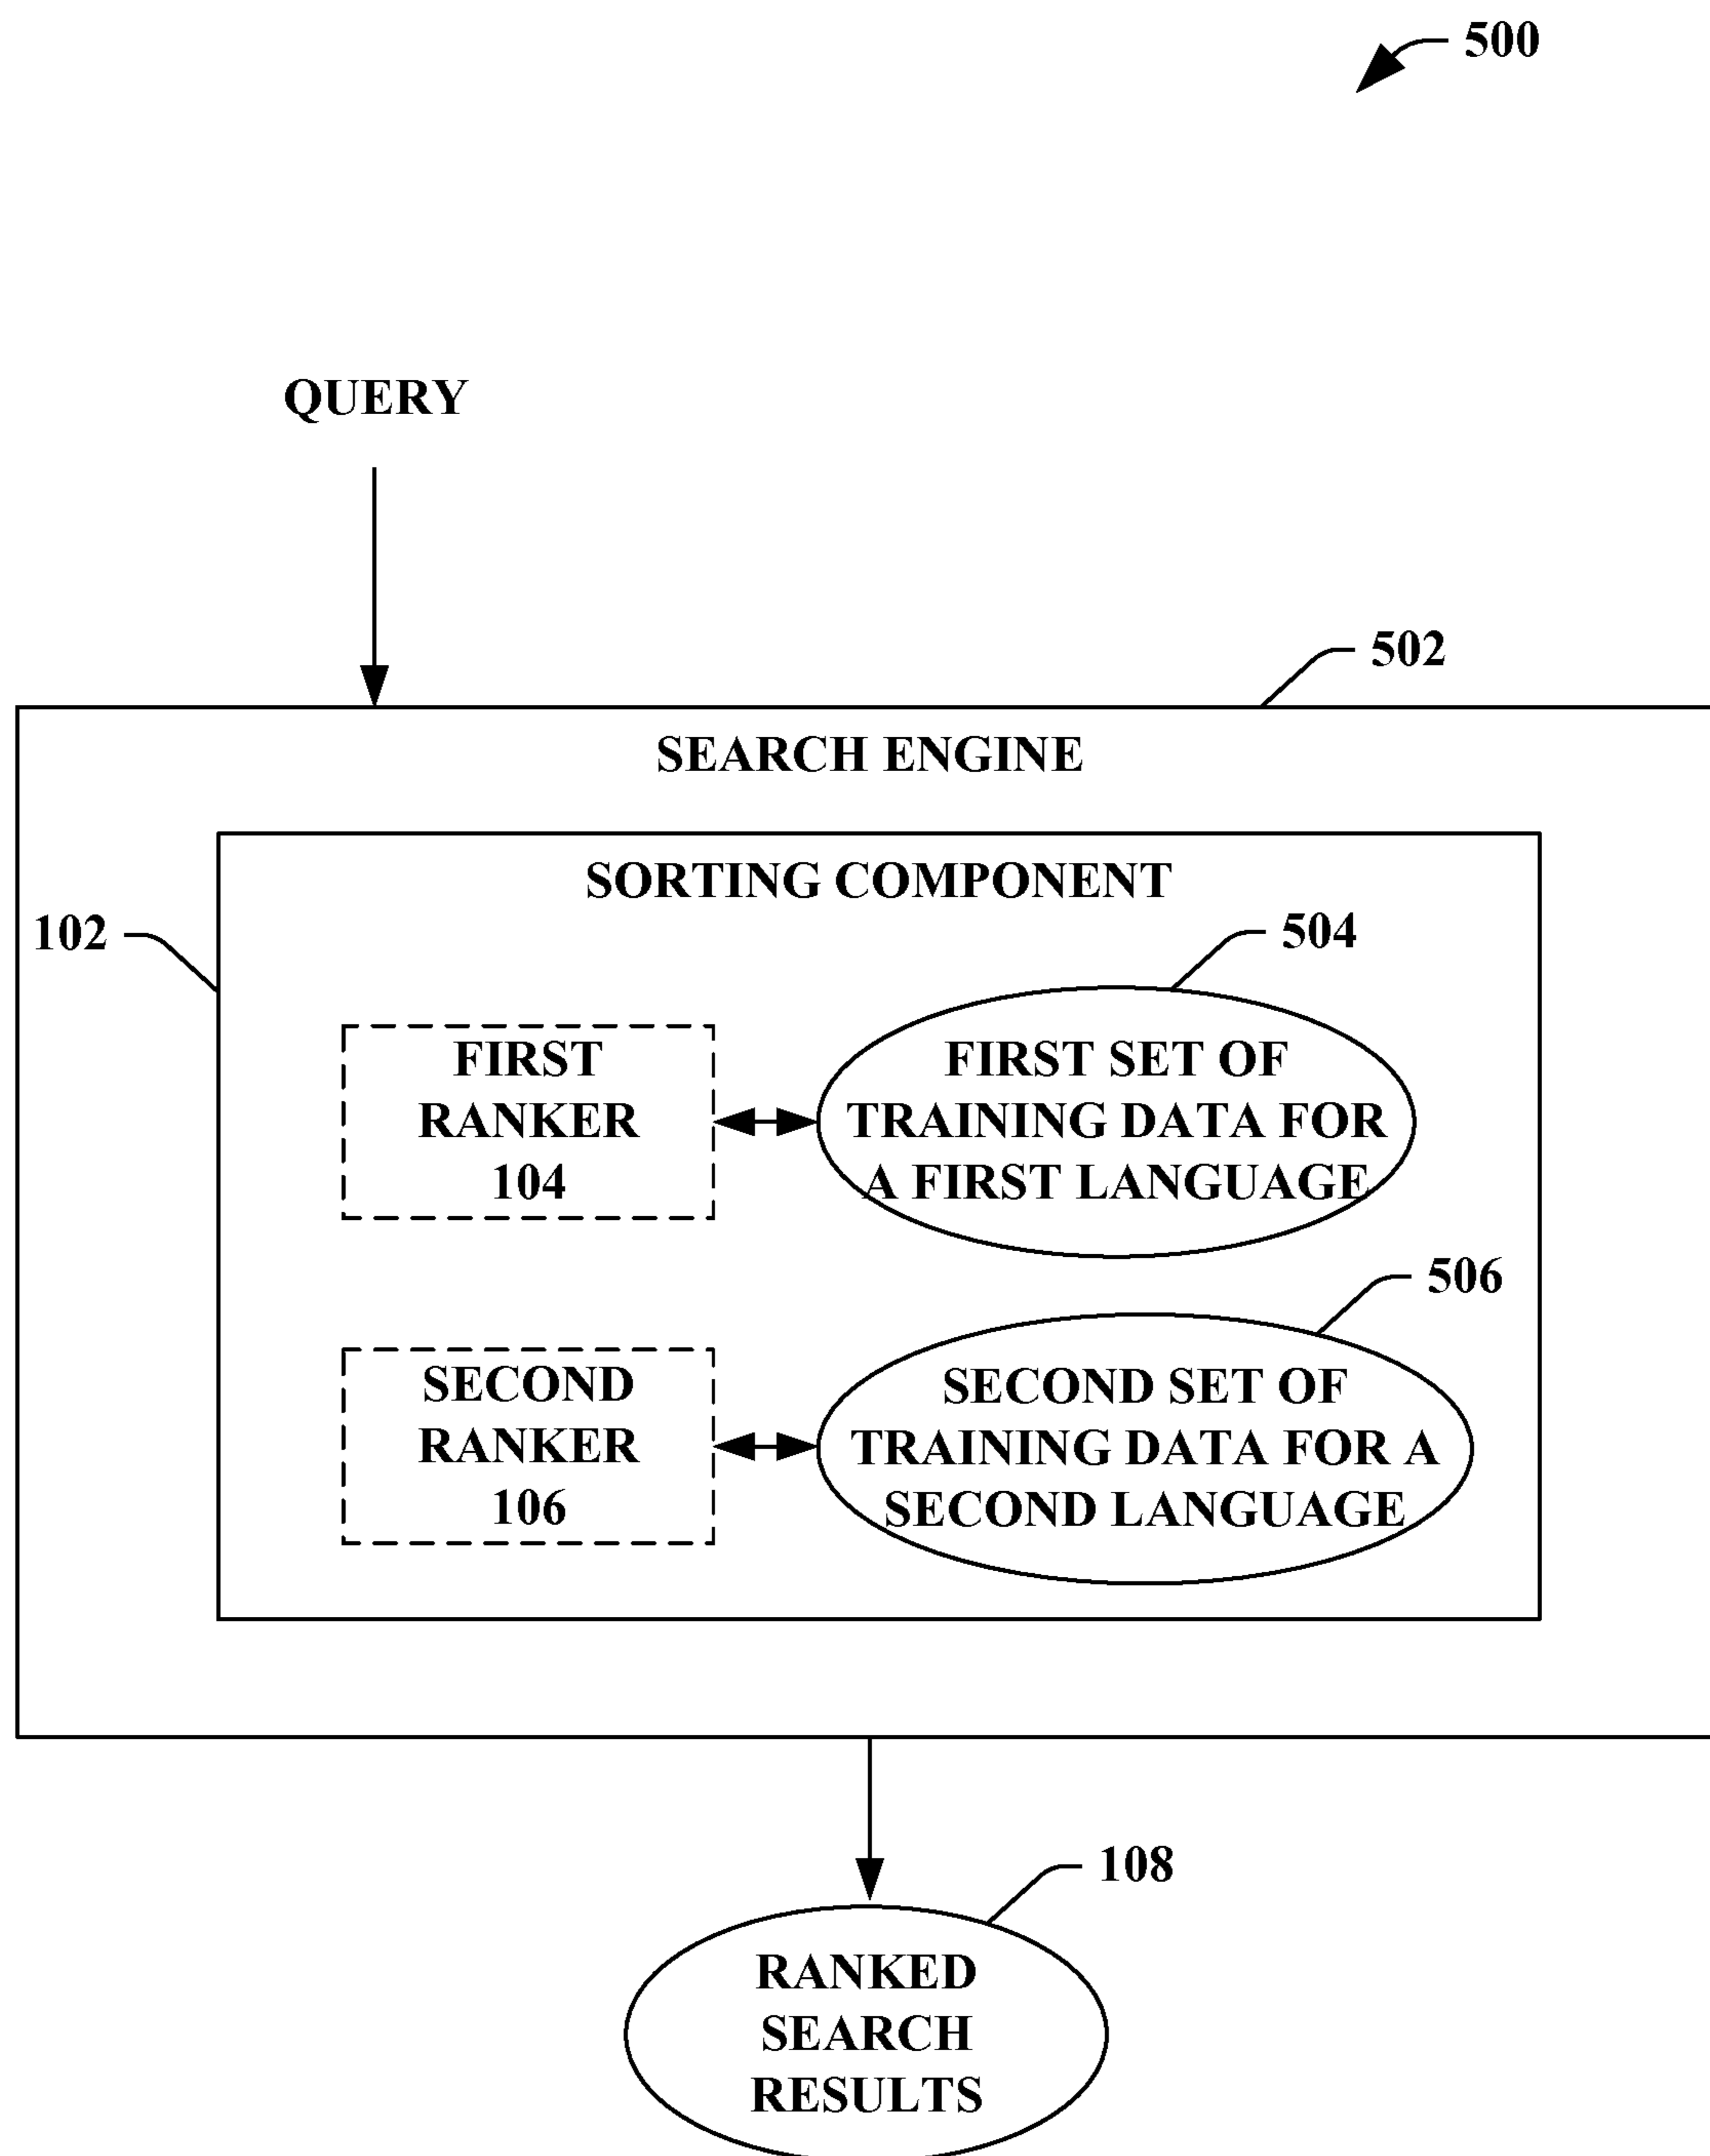 500
QUERY
502
SEARCH ENGINE
SORTING COMPONENT
102
504
FIRST
RANKER
104
FIRST SET OF
TRAINING DATA FOR
A FIRST LANGUAGE
506
SECOND
RANKER
106
SECOND SET OF
TRAINING DATA FOR A
SECOND LANGUAGE
108
RANKED
SEARCH
RESULTS